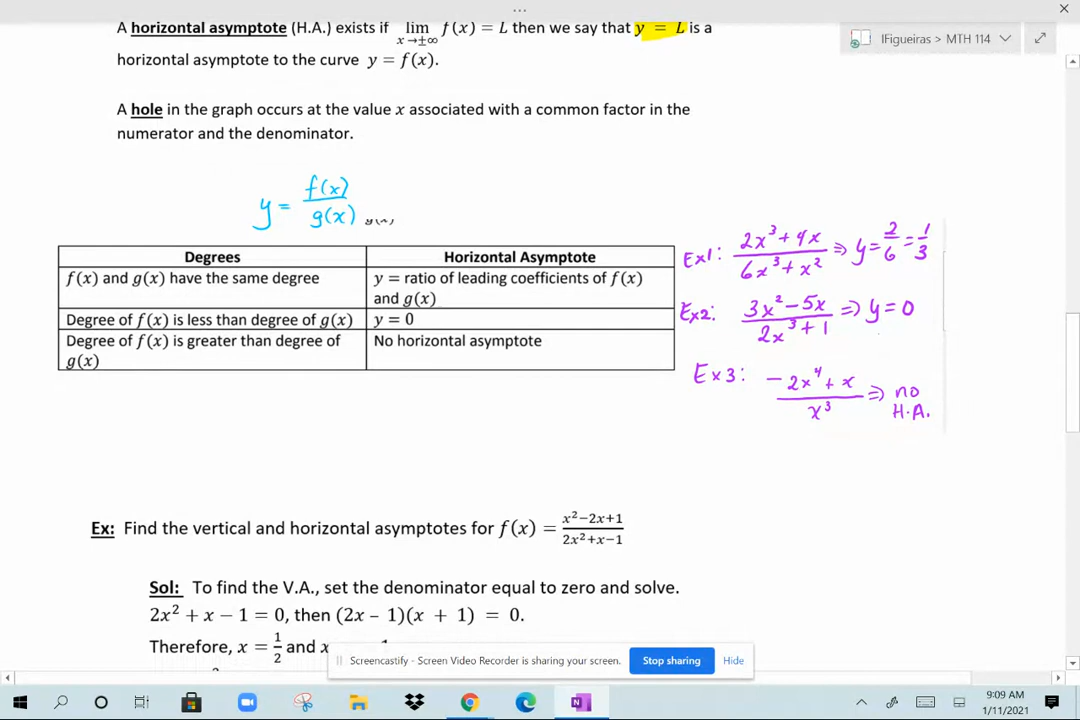 A horizontal asymptote (H.A.) exists if lim f(x) = L then we say that y = L is a
x→±∞
horizontal asymptote to the curve y = f(x).
A hole in the graph occurs at the value x associated with a common factor in the
numerator and the denominator.
y = f(x)/g(x)
Degrees Horizontal Asymptote
f(x) and g(x) have the same degree y = ratio of leading coefficients of f(x)
and g(x)
Degree of f(x) is less than degree of g(x) y = 0
Degree of f(x) is greater than degree of No horizontal asymptote
g(x)
Ex1: 2x³+4x/6x³+x² ⇒ y = 2/6 = 1/3
Ex2: 3x²-5x/2x³+1 ⇒ y = 0
Ex3: -2x⁴+x/x³ ⇒ no
H.A.
Ex: Find the vertical and horizontal asymptotes for f(x) = x²−2x+1/2x²+x−1
Sol: To find the V.A., set the denominator equal to zero and solve.
2x² + x − 1 = 0, then (2x − 1)(x + 1) = 0.
Therefore, x = 1/2 and x
IFigueiras > MTH 114
Screencastify - Screen Video Recorder is sharing your screen.
Stop sharing
Hide
9:09 AM
1/11/2021